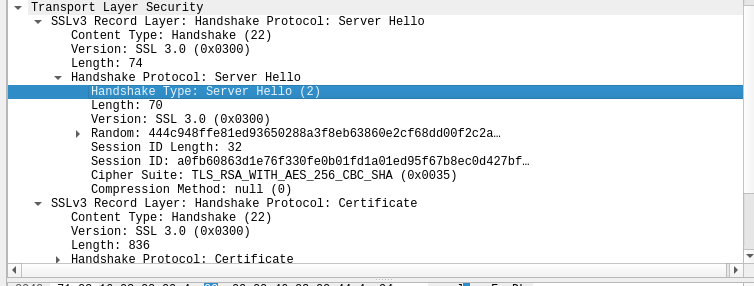 Transport Layer Security
SSLv3 Record Layer: Handshake Protocol: Server Hello
Content Type: Handshake (22)
Version: SSL 3.0 (0x0300)
Length: 74
Handshake Protocol: Server Hello
Handshake Type: Server Hello (2)
Length: 70
Version: SSL 3.0 (0x0300)
Random: 444c948ffe81ed93650288a3f8eb63860e2cf68dd00f2c2a…
Session ID Length: 32
Session ID: a0fb60863d1e76f330fe0b01fd1a01ed95f67b8ec0d427bf…
Cipher Suite: TLS_RSA_WITH_AES_256_CBC_SHA (0x0035)
Compression Method: null (0)
SSLv3 Record Layer: Handshake Protocol: Certificate
Content Type: Handshake (22)
Version: SSL 3.0 (0x0300)
Length: 836
Handshake Protocol: Certificate